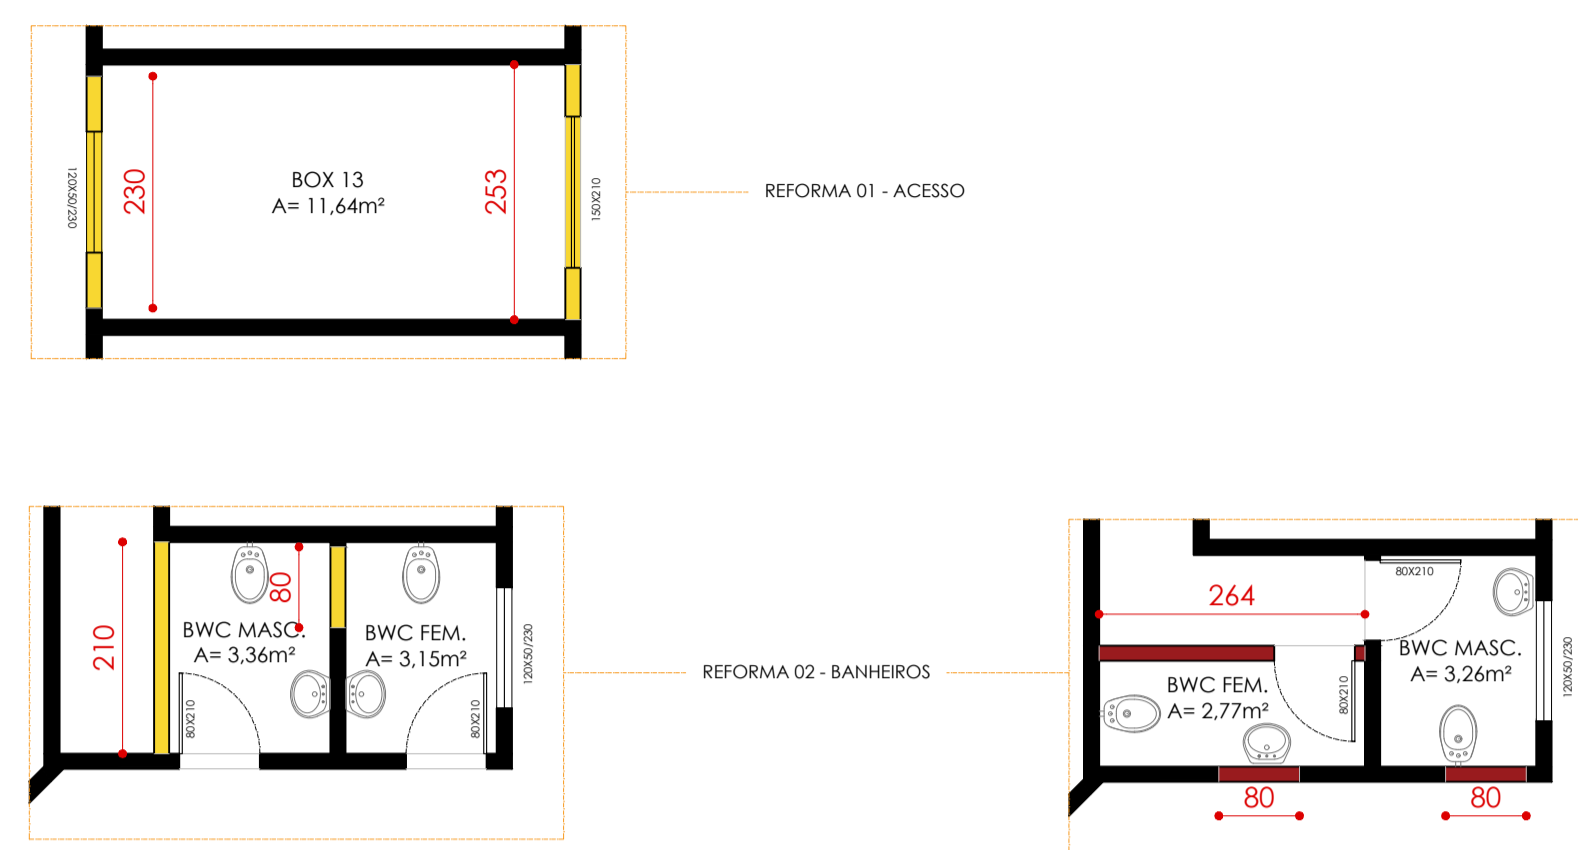 120X50/230
230
BOX 13
A= 11,64m²
253
150X210
REFORMA 01 - ACESSO
210
BWC MASC.
A= 3,36m²
80
80X210
BWC FEM.
A= 3,15m²
80X210
120X50/230
REFORMA 02 - BANHEIROS
264
80X210
BWC MASC.
A= 3,26m²
120X50/230
BWC FEM.
A= 2,77m²
80X210
80
80